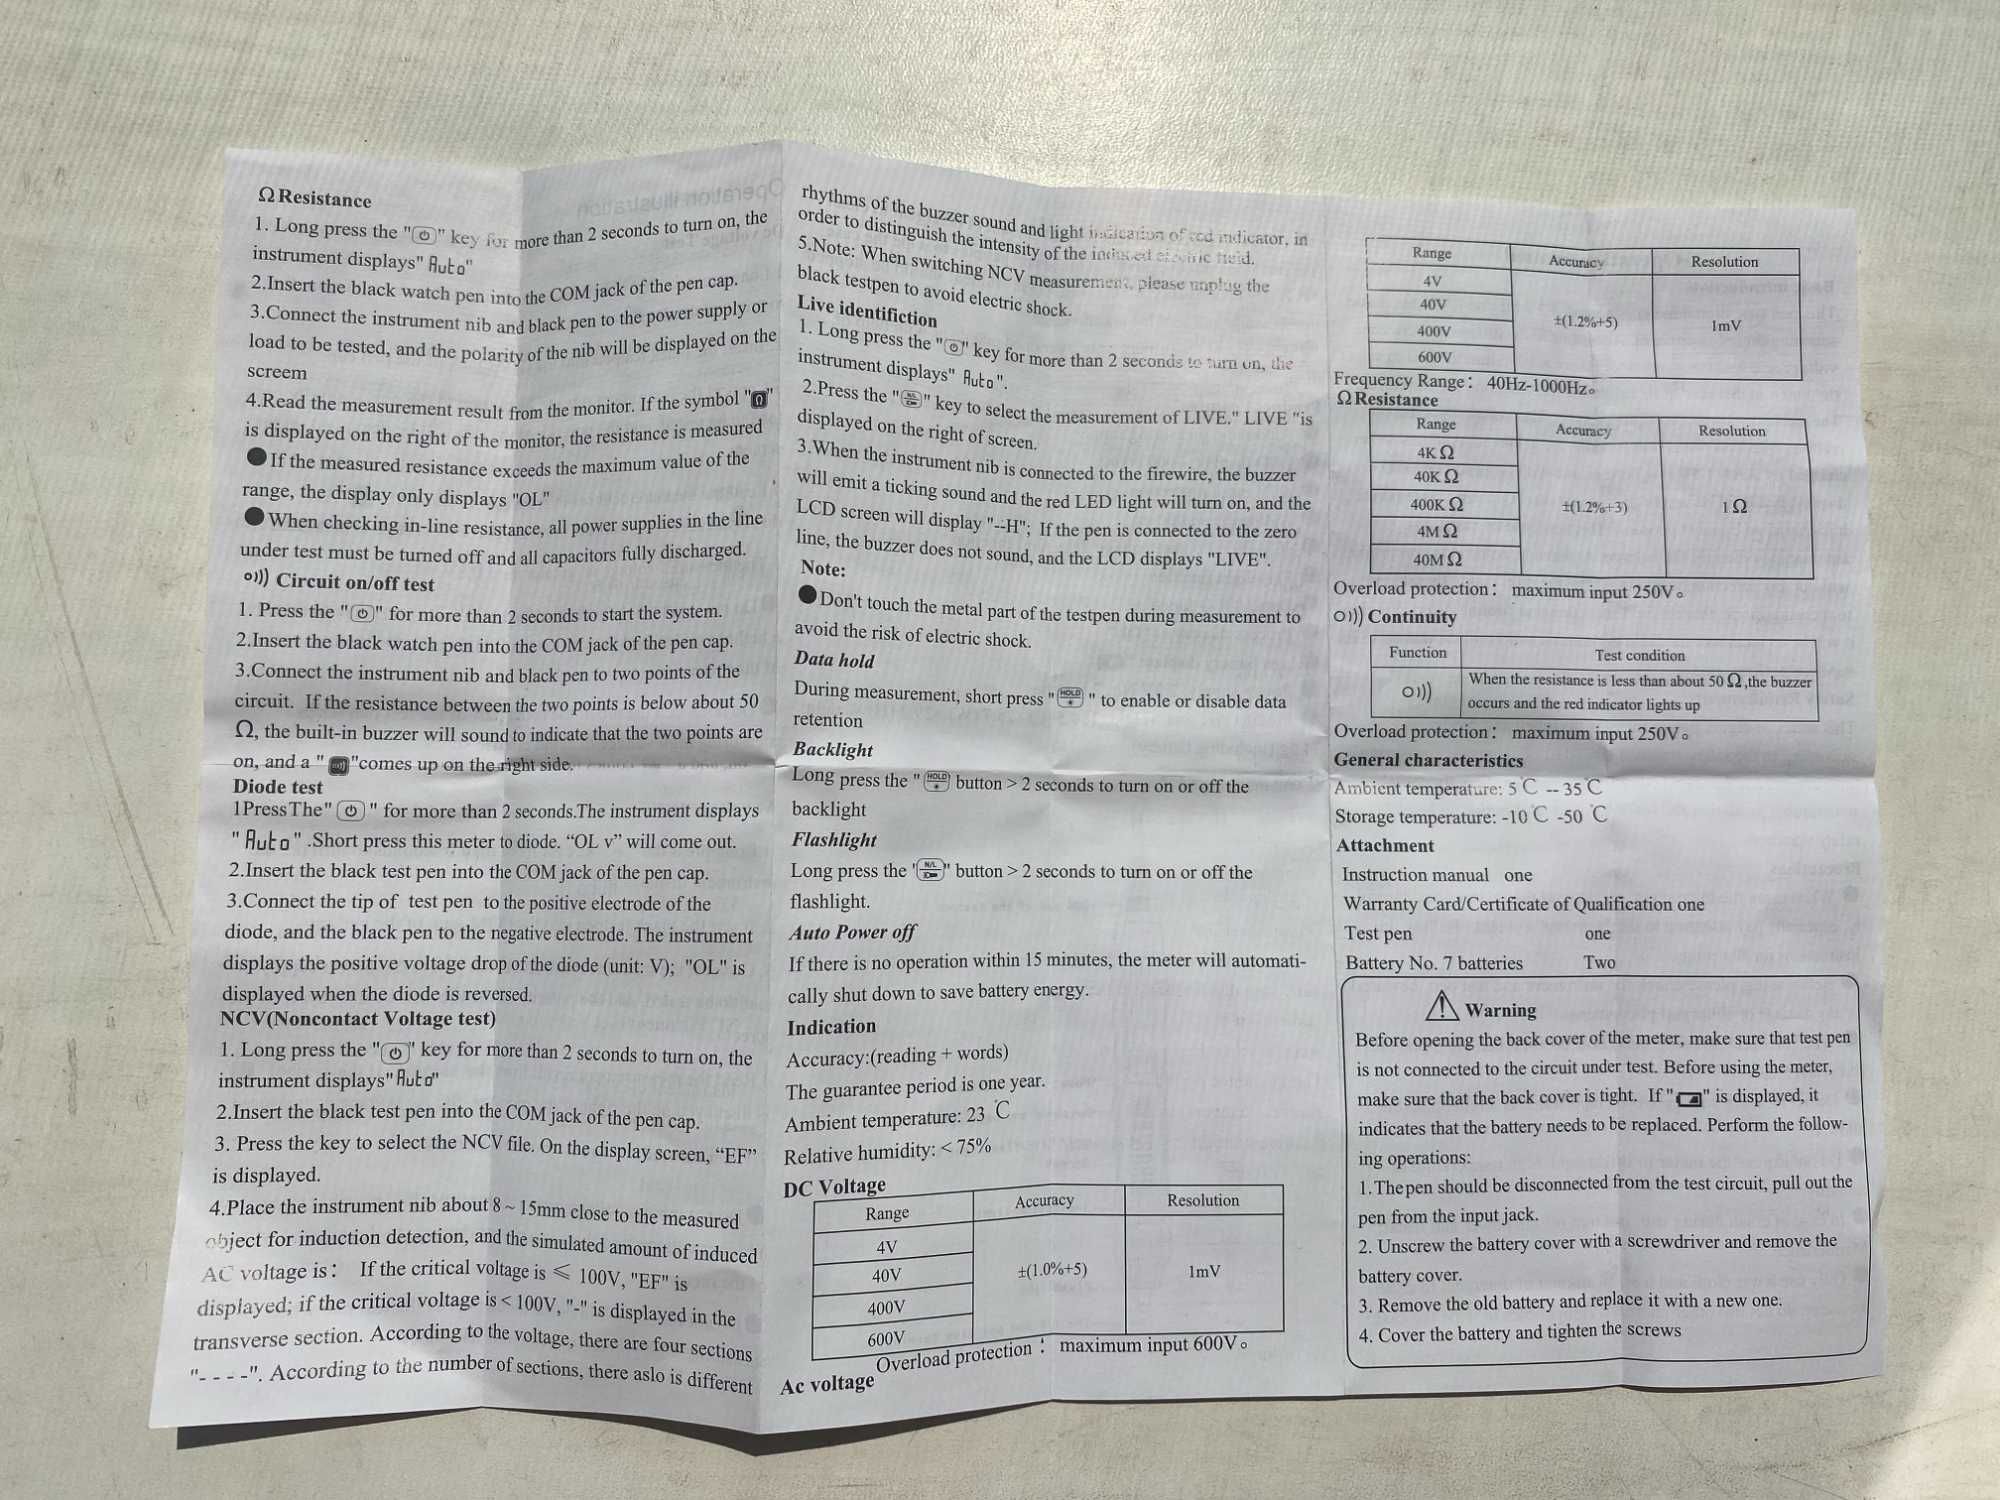 Ω Resistance
1. Long press the "⏻" key for more than 2 seconds to turn on, the
instrument displays" Auto"
2.Insert the black watch pen into the COM jack of the pen cap.
3.Connect the instrument nib and black pen to the power supply or
load to be tested, and the polarity of the nib will be displayed on the
screem
4.Read the measurement result from the monitor. If the symbol "Ω"
is displayed on the right of the monitor, the resistance is measured
●If the measured resistance exceeds the maximum value of the
range, the display only displays "OL"
●When checking in-line resistance, all power supplies in the line
under test must be turned off and all capacitors fully discharged.
o))) Circuit on/off test
1. Press the "⏻" for more than 2 seconds to start the system.
2.Insert the black watch pen into the COM jack of the pen cap.
3.Connect the instrument nib and black pen to two points of the
circuit. If the resistance between the two points is below about 50
Ω, the built-in buzzer will sound to indicate that the two points are
on, and a "o)))"comes up on the right side.
Diode test
1PressThe" ⏻ " for more than 2 seconds.The instrument displays
" Auto" .Short press this meter to diode. “OL v” will come out.
2.Insert the black test pen into the COM jack of the pen cap.
3.Connect the tip of test pen to the positive electrode of the
diode, and the black pen to the negative electrode. The instrument
displays the positive voltage drop of the diode (unit: V); "OL" is
displayed when the diode is reversed.
NCV(Noncontact Voltage test)
1. Long press the "⏻" key for more than 2 seconds to turn on, the
instrument displays"Auto"
2.Insert the black test pen into the COM jack of the pen cap.
3. Press the key to select the NCV file. On the display screen, “EF”
is displayed.
4.Place the instrument nib about 8 ~ 15mm close to the measured
object for induction detection, and the simulated amount of induced
AC voltage is： If the critical voltage is ⩽ 100V, "EF" is
displayed; if the critical voltage is < 100V, "-" is displayed in the
transverse section. According to the voltage, there are four sections
"- - - -". According to the number of sections, there aslo is different
rhythms of the buzzer sound and light indication of red indicator, in
order to distinguish the intensity of the induced electric field.
5.Note: When switching NCV measurement, please unplug the
black testpen to avoid electric shock.
Live identifiction
1. Long press the "⏻" key for more than 2 seconds to turn on, the
instrument displays" Auto".
2.Press the "N/L" key to select the measurement of LIVE." LIVE "is
displayed on the right of screen.
3.When the instrument nib is connected to the firewire, the buzzer
will emit a ticking sound and the red LED light will turn on, and the
LCD screen will display "--H"; If the pen is connected to the zero
line, the buzzer does not sound, and the LCD displays "LIVE".
Note:
●Don't touch the metal part of the testpen during measurement to
avoid the risk of electric shock.
Data hold
During measurement, short press "HOLD " to enable or disable data
retention
Backlight
Long press the "HOLD button > 2 seconds to turn on or off the
backlight
Flashlight
Long press the "N/L" button > 2 seconds to turn on or off the
flashlight.
Auto Power off
If there is no operation within 15 minutes, the meter will automati-
cally shut down to save battery energy.
Indication
Accuracy:(reading + words)
The guarantee period is one year.
Ambient temperature: 23 ℃
Relative humidity: < 75%
DC Voltage
Range Accuracy Resolution
4V
40V ±(1.0%+5) 1mV
400V
600V
Overload protection： maximum input 600V。
Ac voltage
Range Accuracy Resolution
4V
40V
±(1.2%+5) 1mV
400V
600V
Frequency Range： 40Hz-1000Hz。
Ω Resistance
Range Accuracy Resolution
4K Ω
40K Ω
400K Ω ±(1.2%+3) 1 Ω
4M Ω
40M Ω
Overload protection： maximum input 250V。
o))) Continuity
Function Test condition
o))) When the resistance is less than about 50 Ω ,the buzzer
occurs and the red indicator lights up
Overload protection： maximum input 250V。
General characteristics
Ambient temperature: 5 ℃ -- 35 ℃
Storage temperature: -10 ℃ -50 ℃
Attachment
Instruction manual one
Warranty Card/Certificate of Qualification one
Test pen one
Battery No. 7 batteries Two
⚠ Warning
Before opening the back cover of the meter, make sure that test pen
is not connected to the circuit under test. Before using the meter,
make sure that the back cover is tight. If "" is displayed, it
indicates that the battery needs to be replaced. Perform the follow-
ing operations:
1.Thepen should be disconnected from the test circuit, pull out the
pen from the input jack.
2. Unscrew the battery cover with a screwdriver and remove the
battery cover.
3. Remove the old battery and replace it with a new one.
4. Cover the battery and tighten the screws